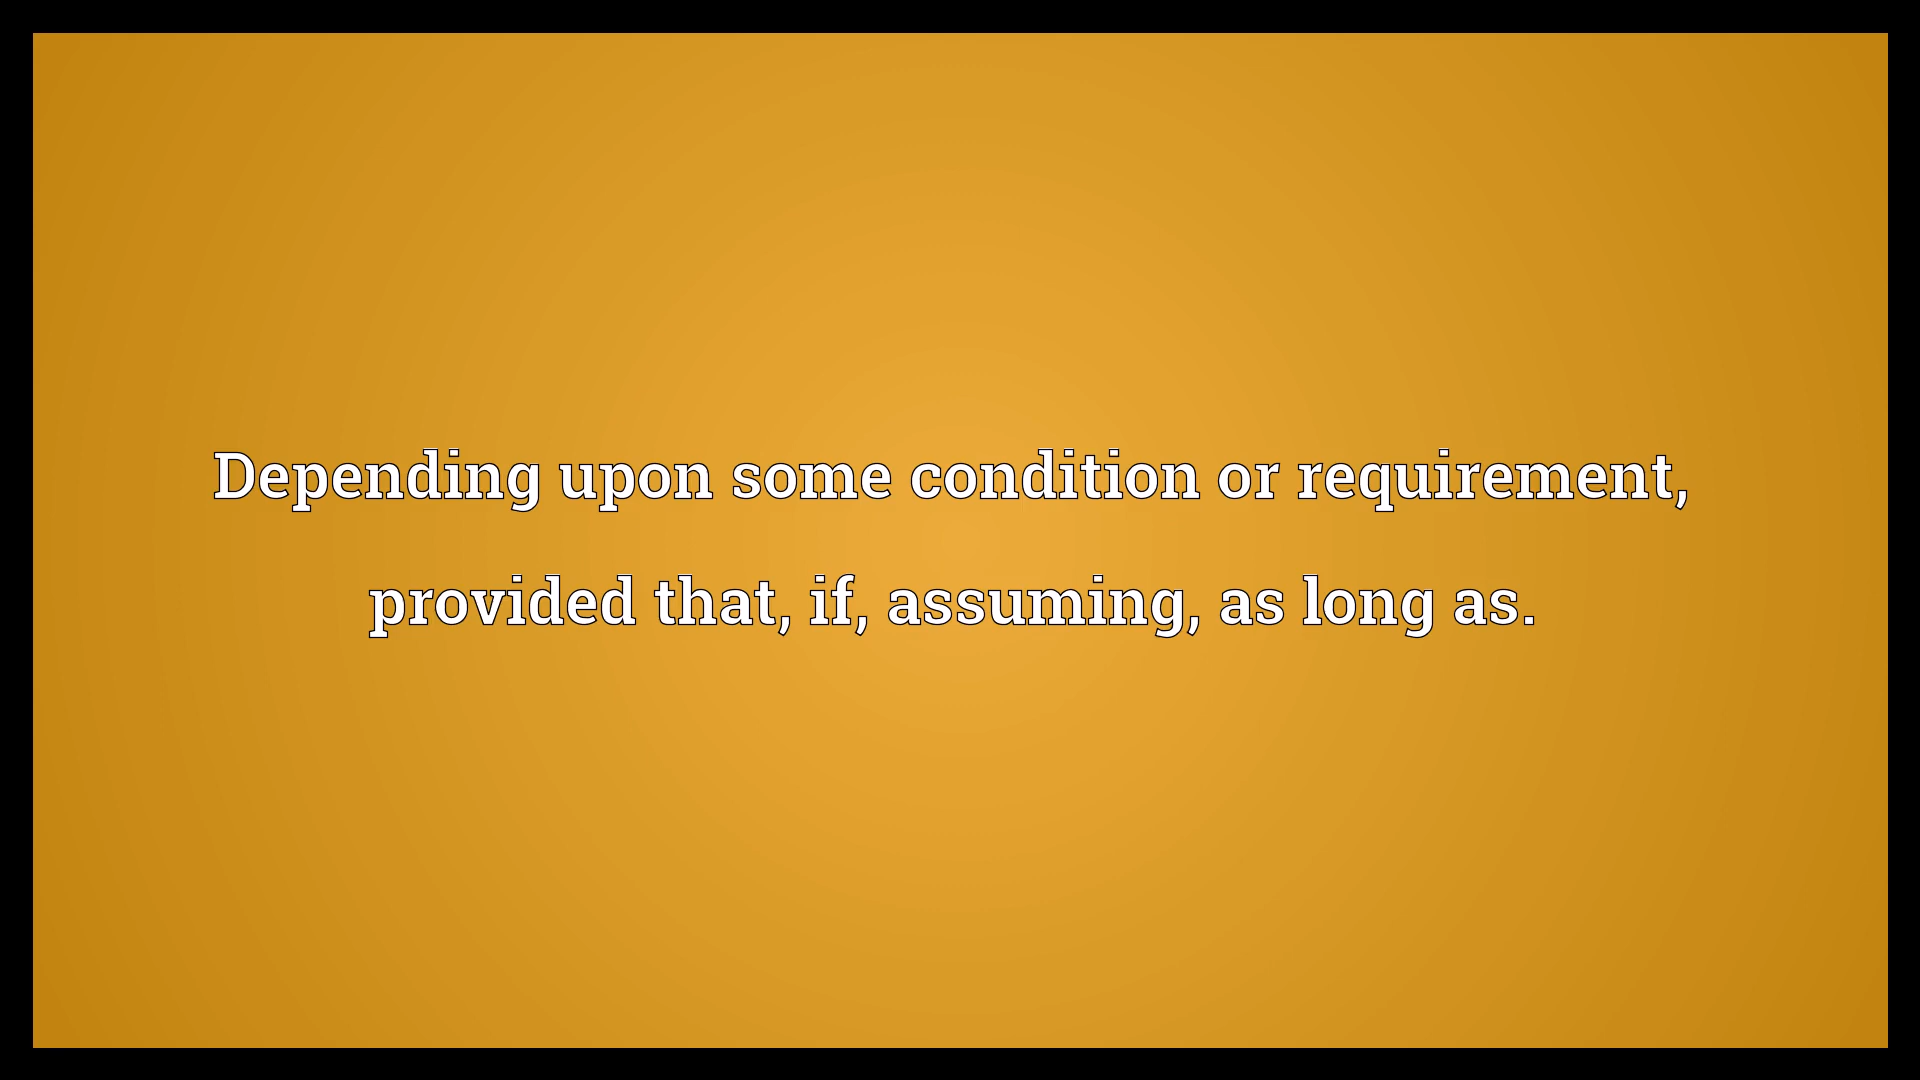 Depending upon some condition or requirement,
provided that, if, assuming, as long as.